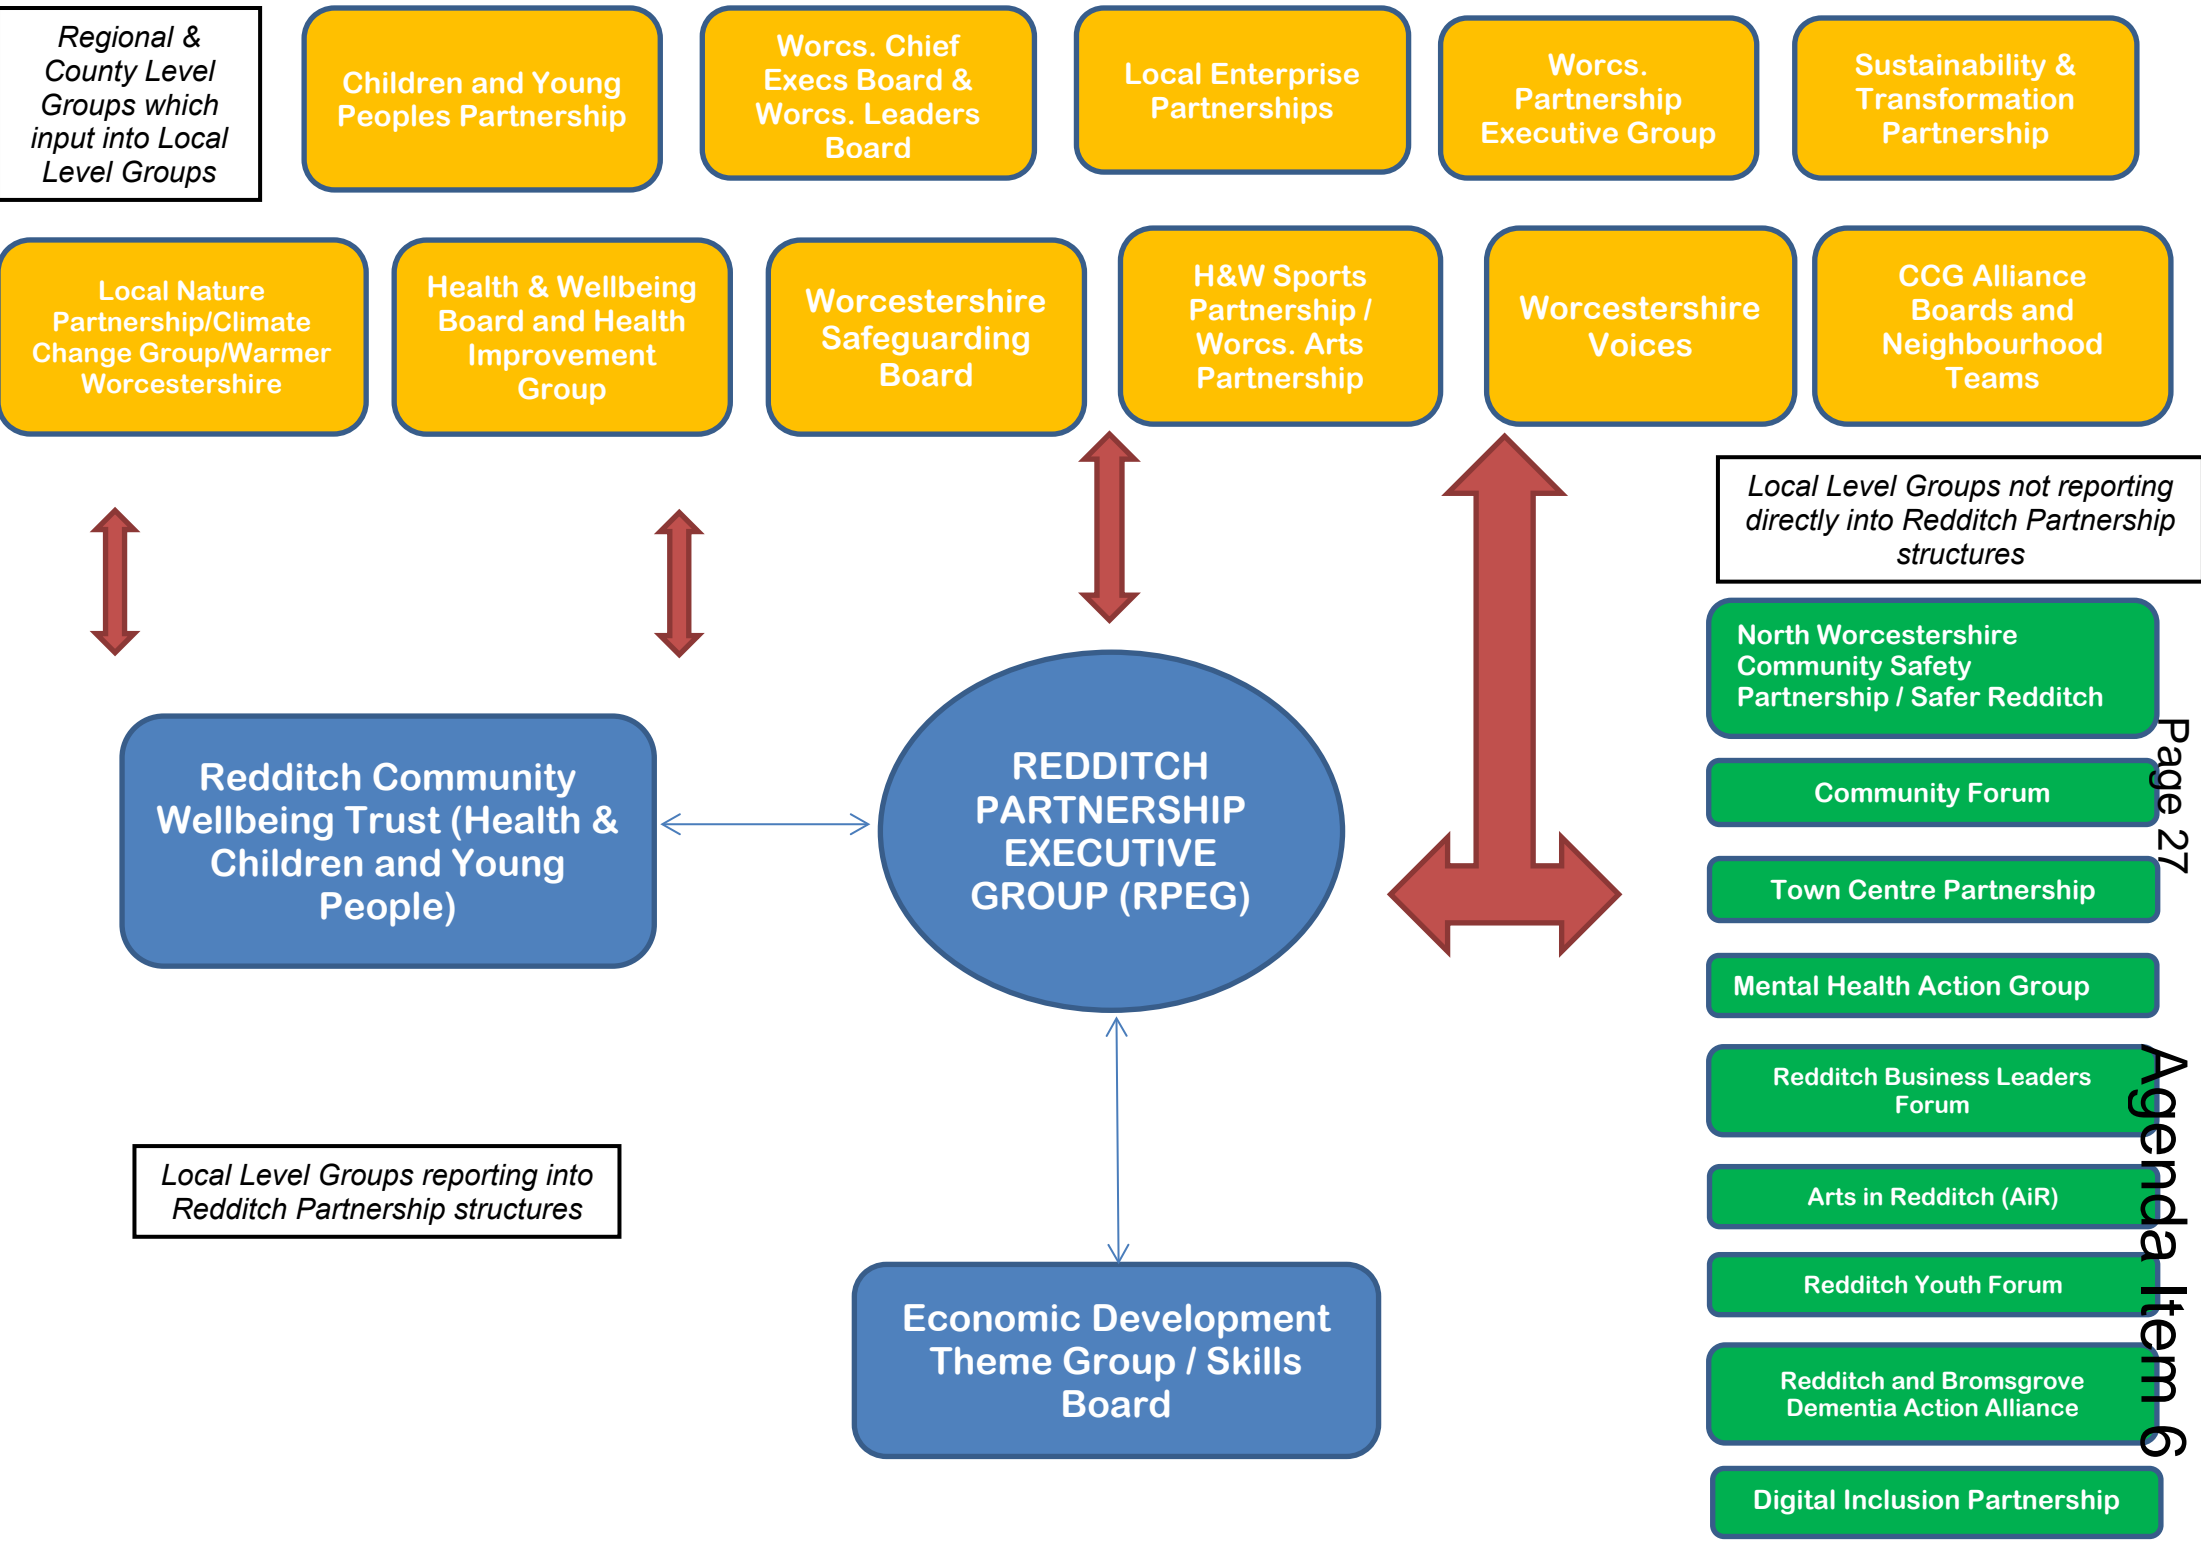 Regional &
County Level
Groups which
input into Local
Level Groups
Children and Young
Peoples Partnership
Worcs. Chief
Execs Board &
Worcs. Leaders
Board
Local Enterprise
Partnerships
Worcs.
Partnership
Executive Group
Sustainability &
Transformation
Partnership
Local Nature
Partnership/Climate
Change Group/Warmer
Worcestershire
Health & Wellbeing
Board and Health
Improvement
Group
Worcestershire
Safeguarding
Board
H&W Sports
Partnership /
Worcs. Arts
Partnership
Worcestershire
Voices
CCG Alliance
Boards and
Neighbourhood
Teams
Local Level Groups not reporting
directly into Redditch Partnership
structures
Redditch Community
Wellbeing Trust (Health &
Children and Young
People)
REDDITCH
PARTNERSHIP
EXECUTIVE
GROUP (RPEG)
Local Level Groups reporting into
Redditch Partnership structures
Economic Development
Theme Group / Skills
Board
North Worcestershire
Community Safety
Partnership / Safer Redditch
Community Forum
Town Centre Partnership
Mental Health Action Group
Redditch Business Leaders
Forum
Arts in Redditch (AiR)
Redditch Youth Forum
Redditch and Bromsgrove
Dementia Action Alliance
Digital Inclusion Partnership
Page 27
Agenda Item 6